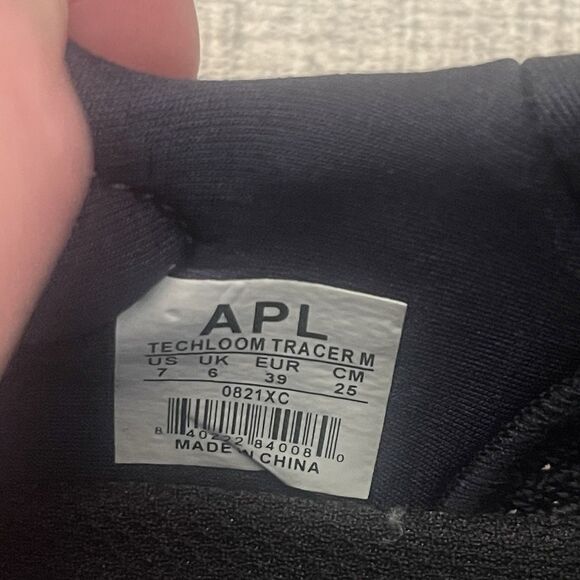 APL
TECHLOOM TRACER M
US UK EUR CM
7 6 39 25
0821XC
8 40222 84008 0
MADE IN CHINA